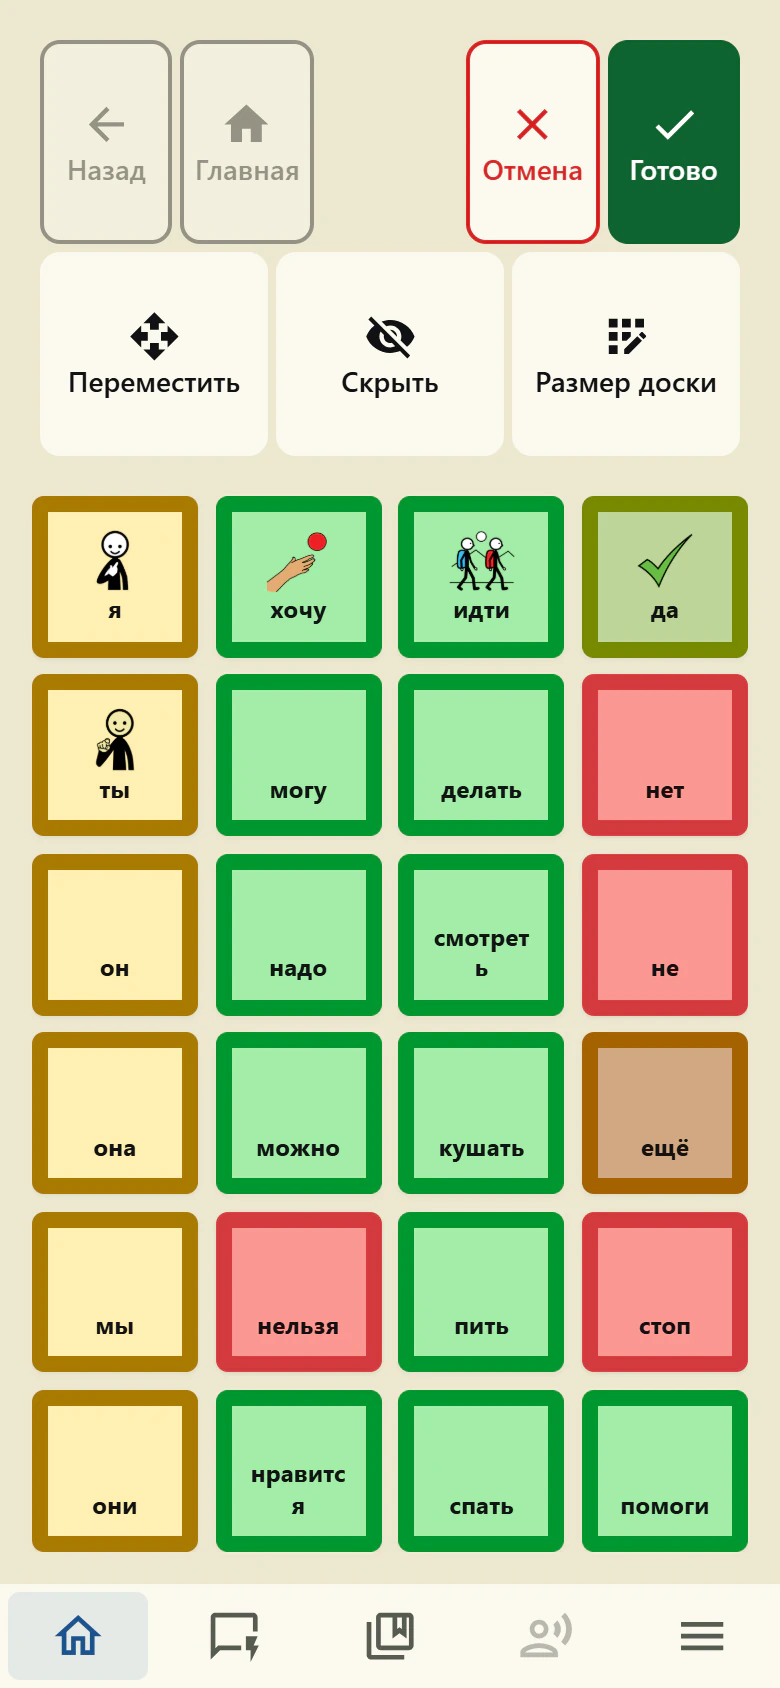 Назад
Главная
Отмена
Готово
Переместить
Скрыть
Размер доски
я
хочу
идти
да
ты
могу
делать
нет
он
надо
смотрет
ь
не
она
можно
кушать
ещё
мы
нельзя
пить
стоп
они
нравитс
я
спать
помоги